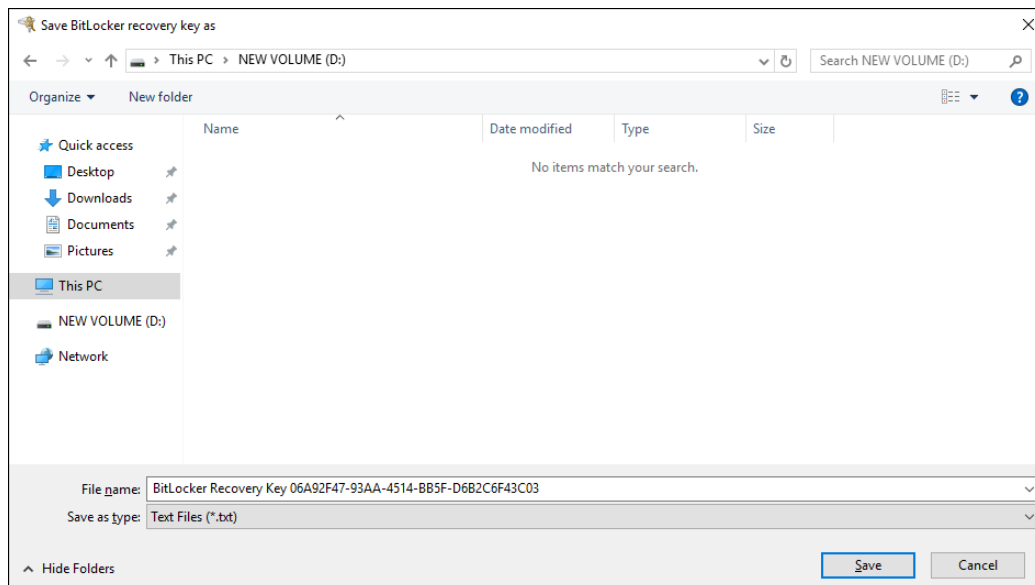 Save BitLocker recovery key as
This PC > NEW VOLUME (D:)
Search NEW VOLUME (D:)
Organize
New folder
Name
Date modified
Type
Size
No items match your search.
Quick access
Desktop
Downloads
Documents
Pictures
This PC
NEW VOLUME (D:)
Network
File name: BitLocker Recovery Key 06A92F47-93AA-4514-BB5F-D6B2C6F43C03
Save as type: Text Files (*.txt)
Hide Folders
Save
Cancel